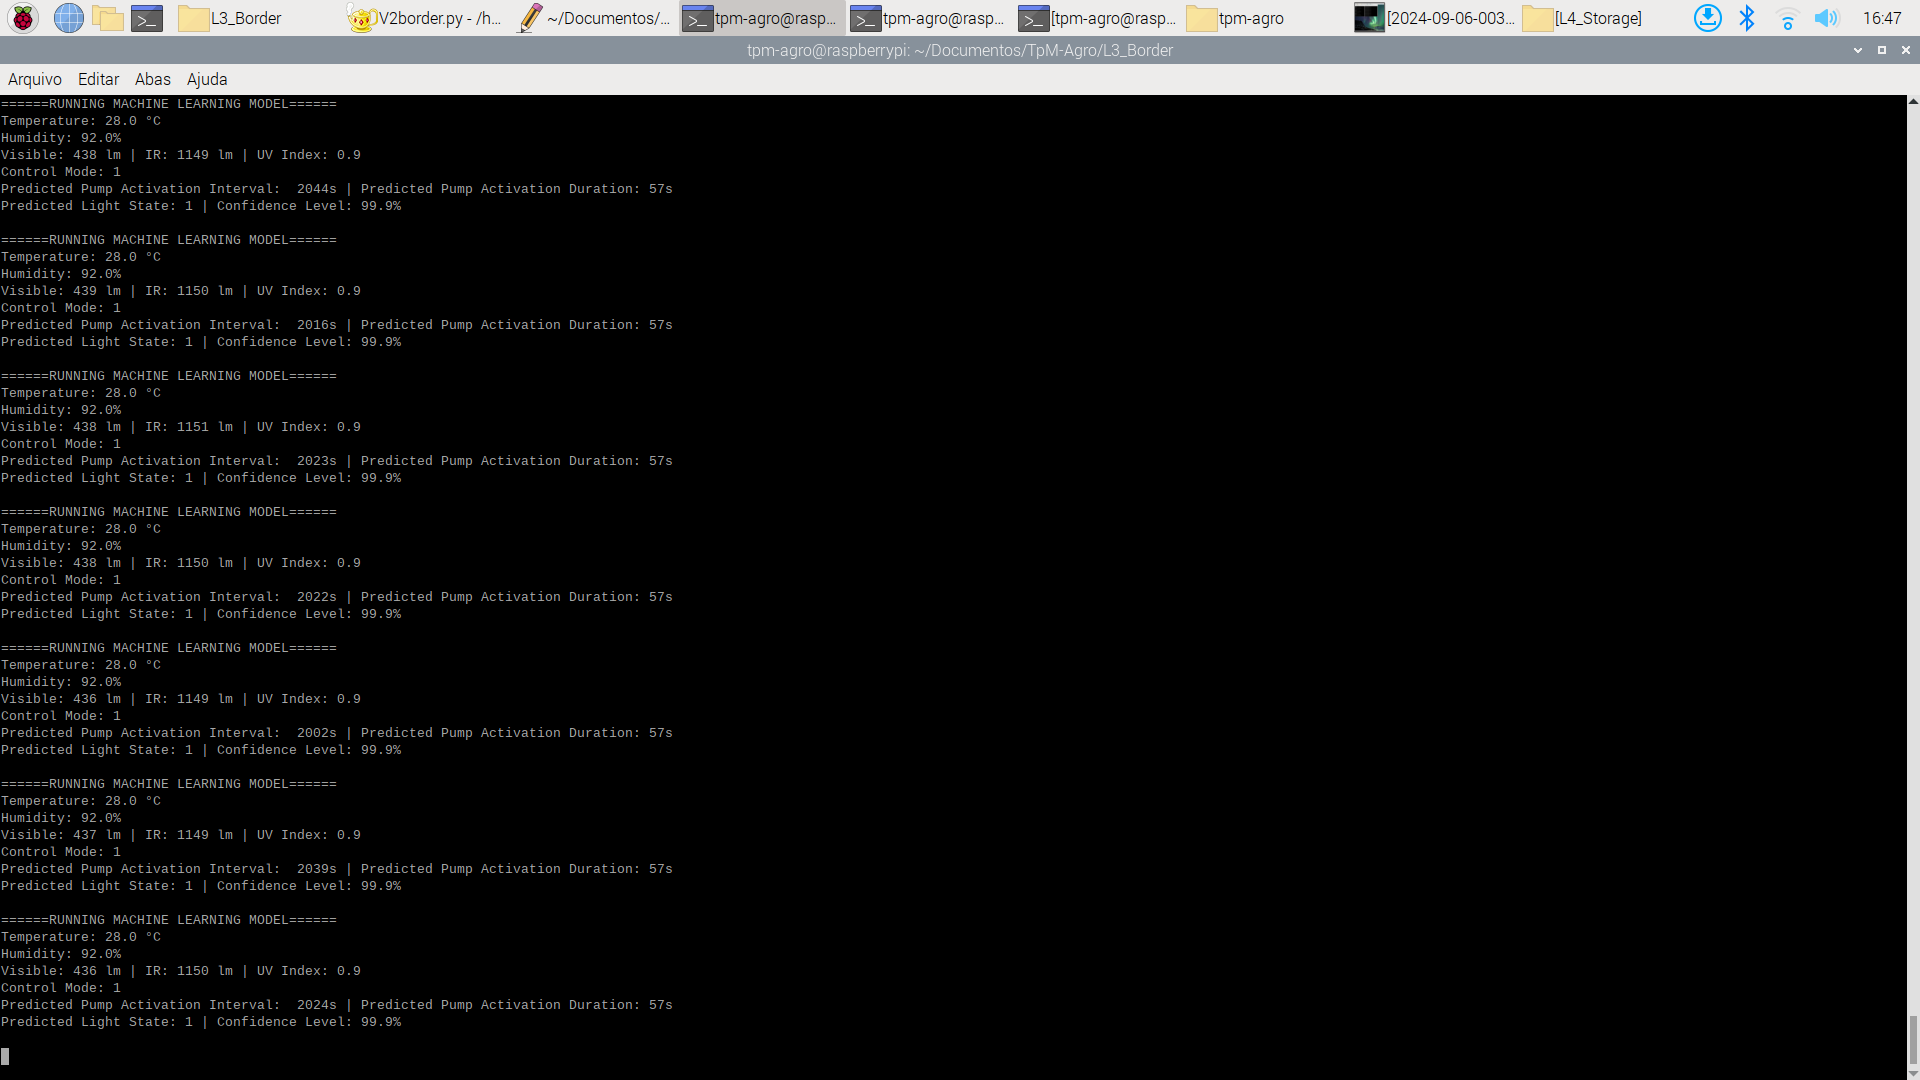 L3_Border
V2border.py - /h...
~/Documentos/...
tpm-agro@rasp...
tpm-agro@rasp...
[tpm-agro@rasp...
tpm-agro
[2024-09-06-003...
[L4_Storage]
16:47
tpm-agro@raspberrypi: ~/Documentos/TpM-Agro/L3_Border
Arquivo Editar Abas Ajuda
======RUNNING MACHINE LEARNING MODEL======
Temperature: 28.0 °C
Humidity: 92.0%
Visible: 438 lm | IR: 1149 lm | UV Index: 0.9
Control Mode: 1
Predicted Pump Activation Interval:  2044s | Predicted Pump Activation Duration: 57s
Predicted Light State: 1 | Confidence Level: 99.9%
======RUNNING MACHINE LEARNING MODEL======
Temperature: 28.0 °C
Humidity: 92.0%
Visible: 439 lm | IR: 1150 lm | UV Index: 0.9
Control Mode: 1
Predicted Pump Activation Interval:  2016s | Predicted Pump Activation Duration: 57s
Predicted Light State: 1 | Confidence Level: 99.9%
======RUNNING MACHINE LEARNING MODEL======
Temperature: 28.0 °C
Humidity: 92.0%
Visible: 438 lm | IR: 1151 lm | UV Index: 0.9
Control Mode: 1
Predicted Pump Activation Interval:  2023s | Predicted Pump Activation Duration: 57s
Predicted Light State: 1 | Confidence Level: 99.9%
======RUNNING MACHINE LEARNING MODEL======
Temperature: 28.0 °C
Humidity: 92.0%
Visible: 438 lm | IR: 1150 lm | UV Index: 0.9
Control Mode: 1
Predicted Pump Activation Interval:  2022s | Predicted Pump Activation Duration: 57s
Predicted Light State: 1 | Confidence Level: 99.9%
======RUNNING MACHINE LEARNING MODEL======
Temperature: 28.0 °C
Humidity: 92.0%
Visible: 436 lm | IR: 1149 lm | UV Index: 0.9
Control Mode: 1
Predicted Pump Activation Interval:  2002s | Predicted Pump Activation Duration: 57s
Predicted Light State: 1 | Confidence Level: 99.9%
======RUNNING MACHINE LEARNING MODEL======
Temperature: 28.0 °C
Humidity: 92.0%
Visible: 437 lm | IR: 1149 lm | UV Index: 0.9
Control Mode: 1
Predicted Pump Activation Interval:  2039s | Predicted Pump Activation Duration: 57s
Predicted Light State: 1 | Confidence Level: 99.9%
======RUNNING MACHINE LEARNING MODEL======
Temperature: 28.0 °C
Humidity: 92.0%
Visible: 436 lm | IR: 1150 lm | UV Index: 0.9
Control Mode: 1
Predicted Pump Activation Interval:  2024s | Predicted Pump Activation Duration: 57s
Predicted Light State: 1 | Confidence Level: 99.9%